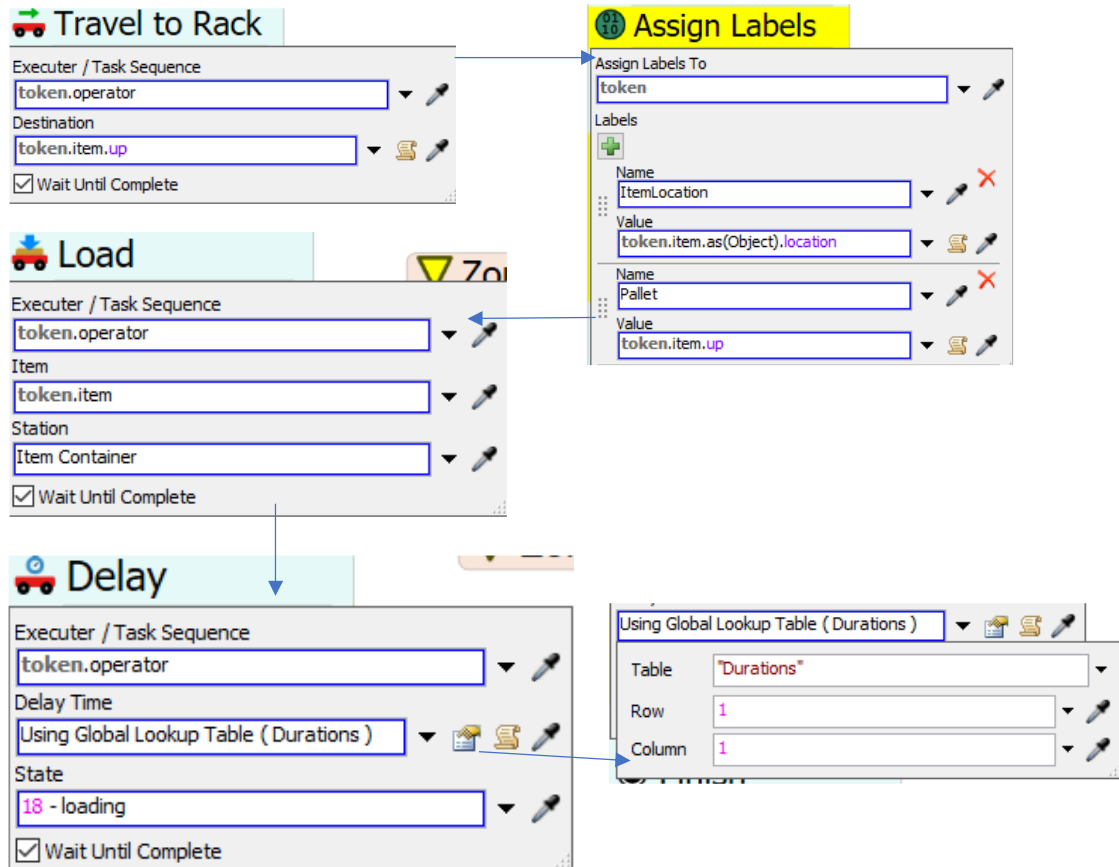 Travel to Rack
Executer / Task Sequence
token.operator
Destination
token.item.up
Wait Until Complete
Assign Labels
Assign Labels To
token
Labels
Name
ItemLocation
Value
token.item.as(Object).location
Name
Pallet
Value
token.item.up
Load
Executer / Task Sequence
token.operator
Item
token.item
Station
Item Container
Wait Until Complete
Delay
Executer / Task Sequence
token.operator
Delay Time
Using Global Lookup Table ( Durations )
State
18 - loading
Wait Until Complete
Using Global Lookup Table ( Durations )
Table
"Durations"
Row
1
Column
1